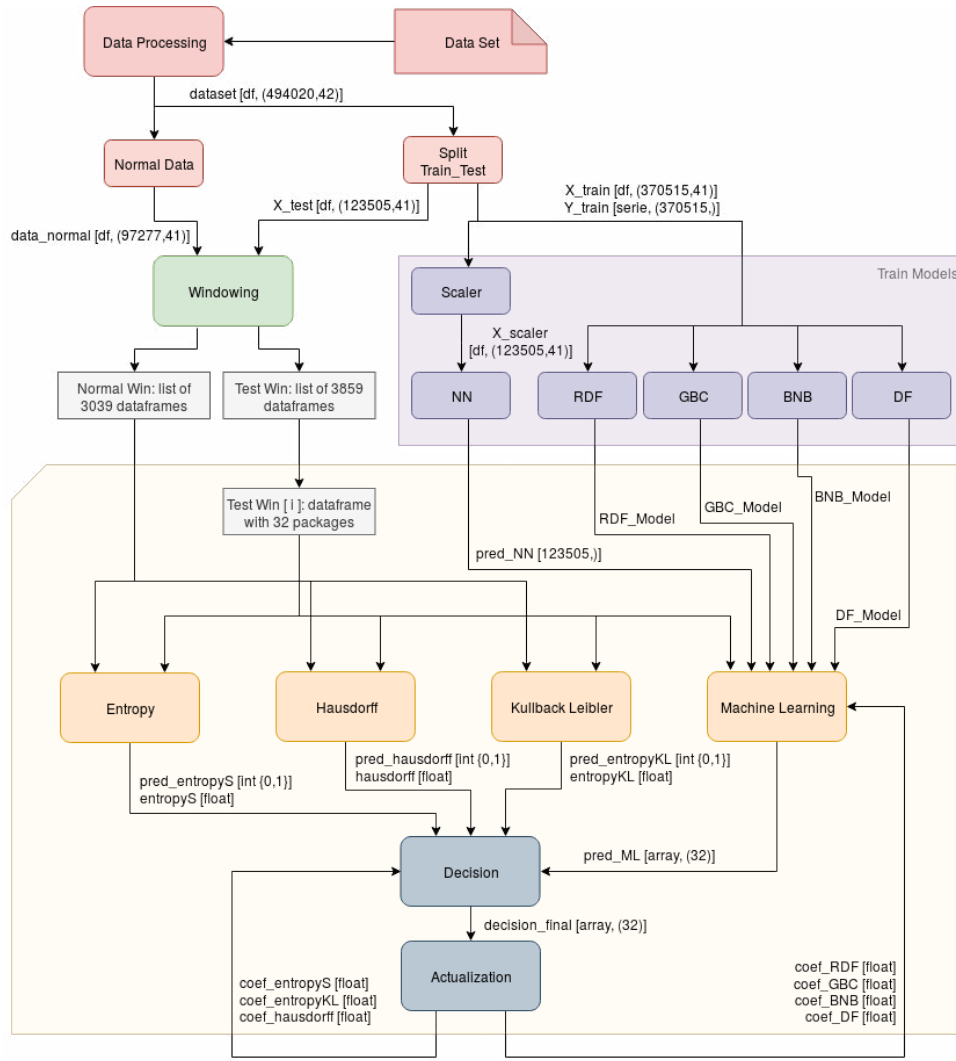 Data Processing
Data Set
dataset [df, (494020,42)]
Normal Data
Split
Train_Test
X_test [df, (123505,41)]
X_train [df, (370515,41)]
Y_train [serie, (370515,)]
data_normal [df, (97277,41)]
Windowing
Train Models
Scaler
X_scaler
[df, (123505,41)]
Normal Win: list of
3039 dataframes
Test Win: list of 3859
dataframes
NN
RDF
GBC
BNB
DF
Test Win [ i ]: dataframe
with 32 packages
RDF_Model
GBC_Model
BNB_Model
pred_NN [123505,)]
DF_Model
Entropy
Hausdorff
Kullback Leibler
Machine Learning
pred_entropyS [int {0,1}]
entropyS [float]
pred_hausdorff [int {0,1}]
hausdorff [float]
pred_entropyKL [int {0,1}]
entropyKL [float]
Decision
pred_ML [array, (32)]
decision_final [array, (32)]
Actualization
coef_entropyS [float]
coef_entropyKL [float]
coef_hausdorff [float]
coef_RDF [float]
coef_GBC [float]
coef_BNB [float]
coef_DF [float]